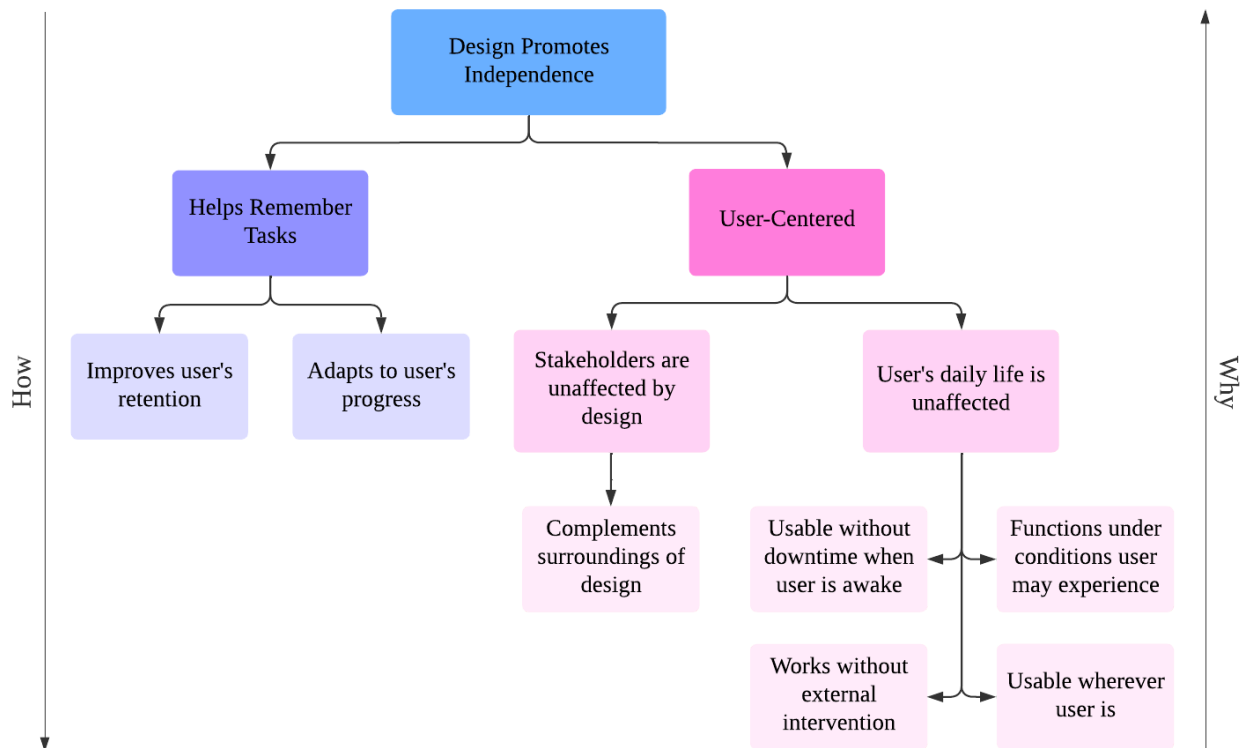 Design Promotes
Independence
Helps Remember
Tasks
User-Centered
Improves user's
retention
Adapts to user's
progress
Stakeholders are
unaffected by
design
User's daily life is
unaffected
How
Why
Complements
surroundings of
design
Usable without
downtime when
user is awake
Functions under
conditions user
may experience
Works without
external
intervention
Usable wherever
user is